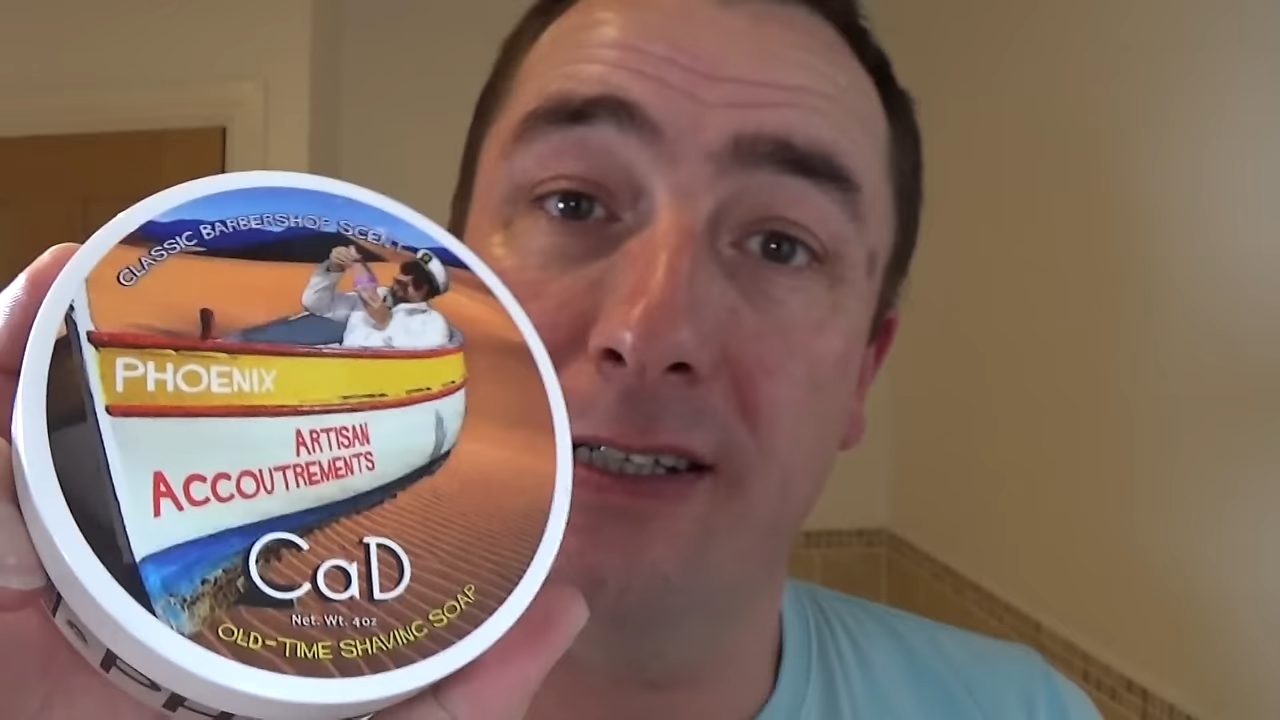 CLASSIC BARBERSHOP SCENT
PHOENIX
ARTISAN
ACCOUTREMENTS
CaD
Net. Wt. 4oz
OLD-TIME SHAVING SOAP